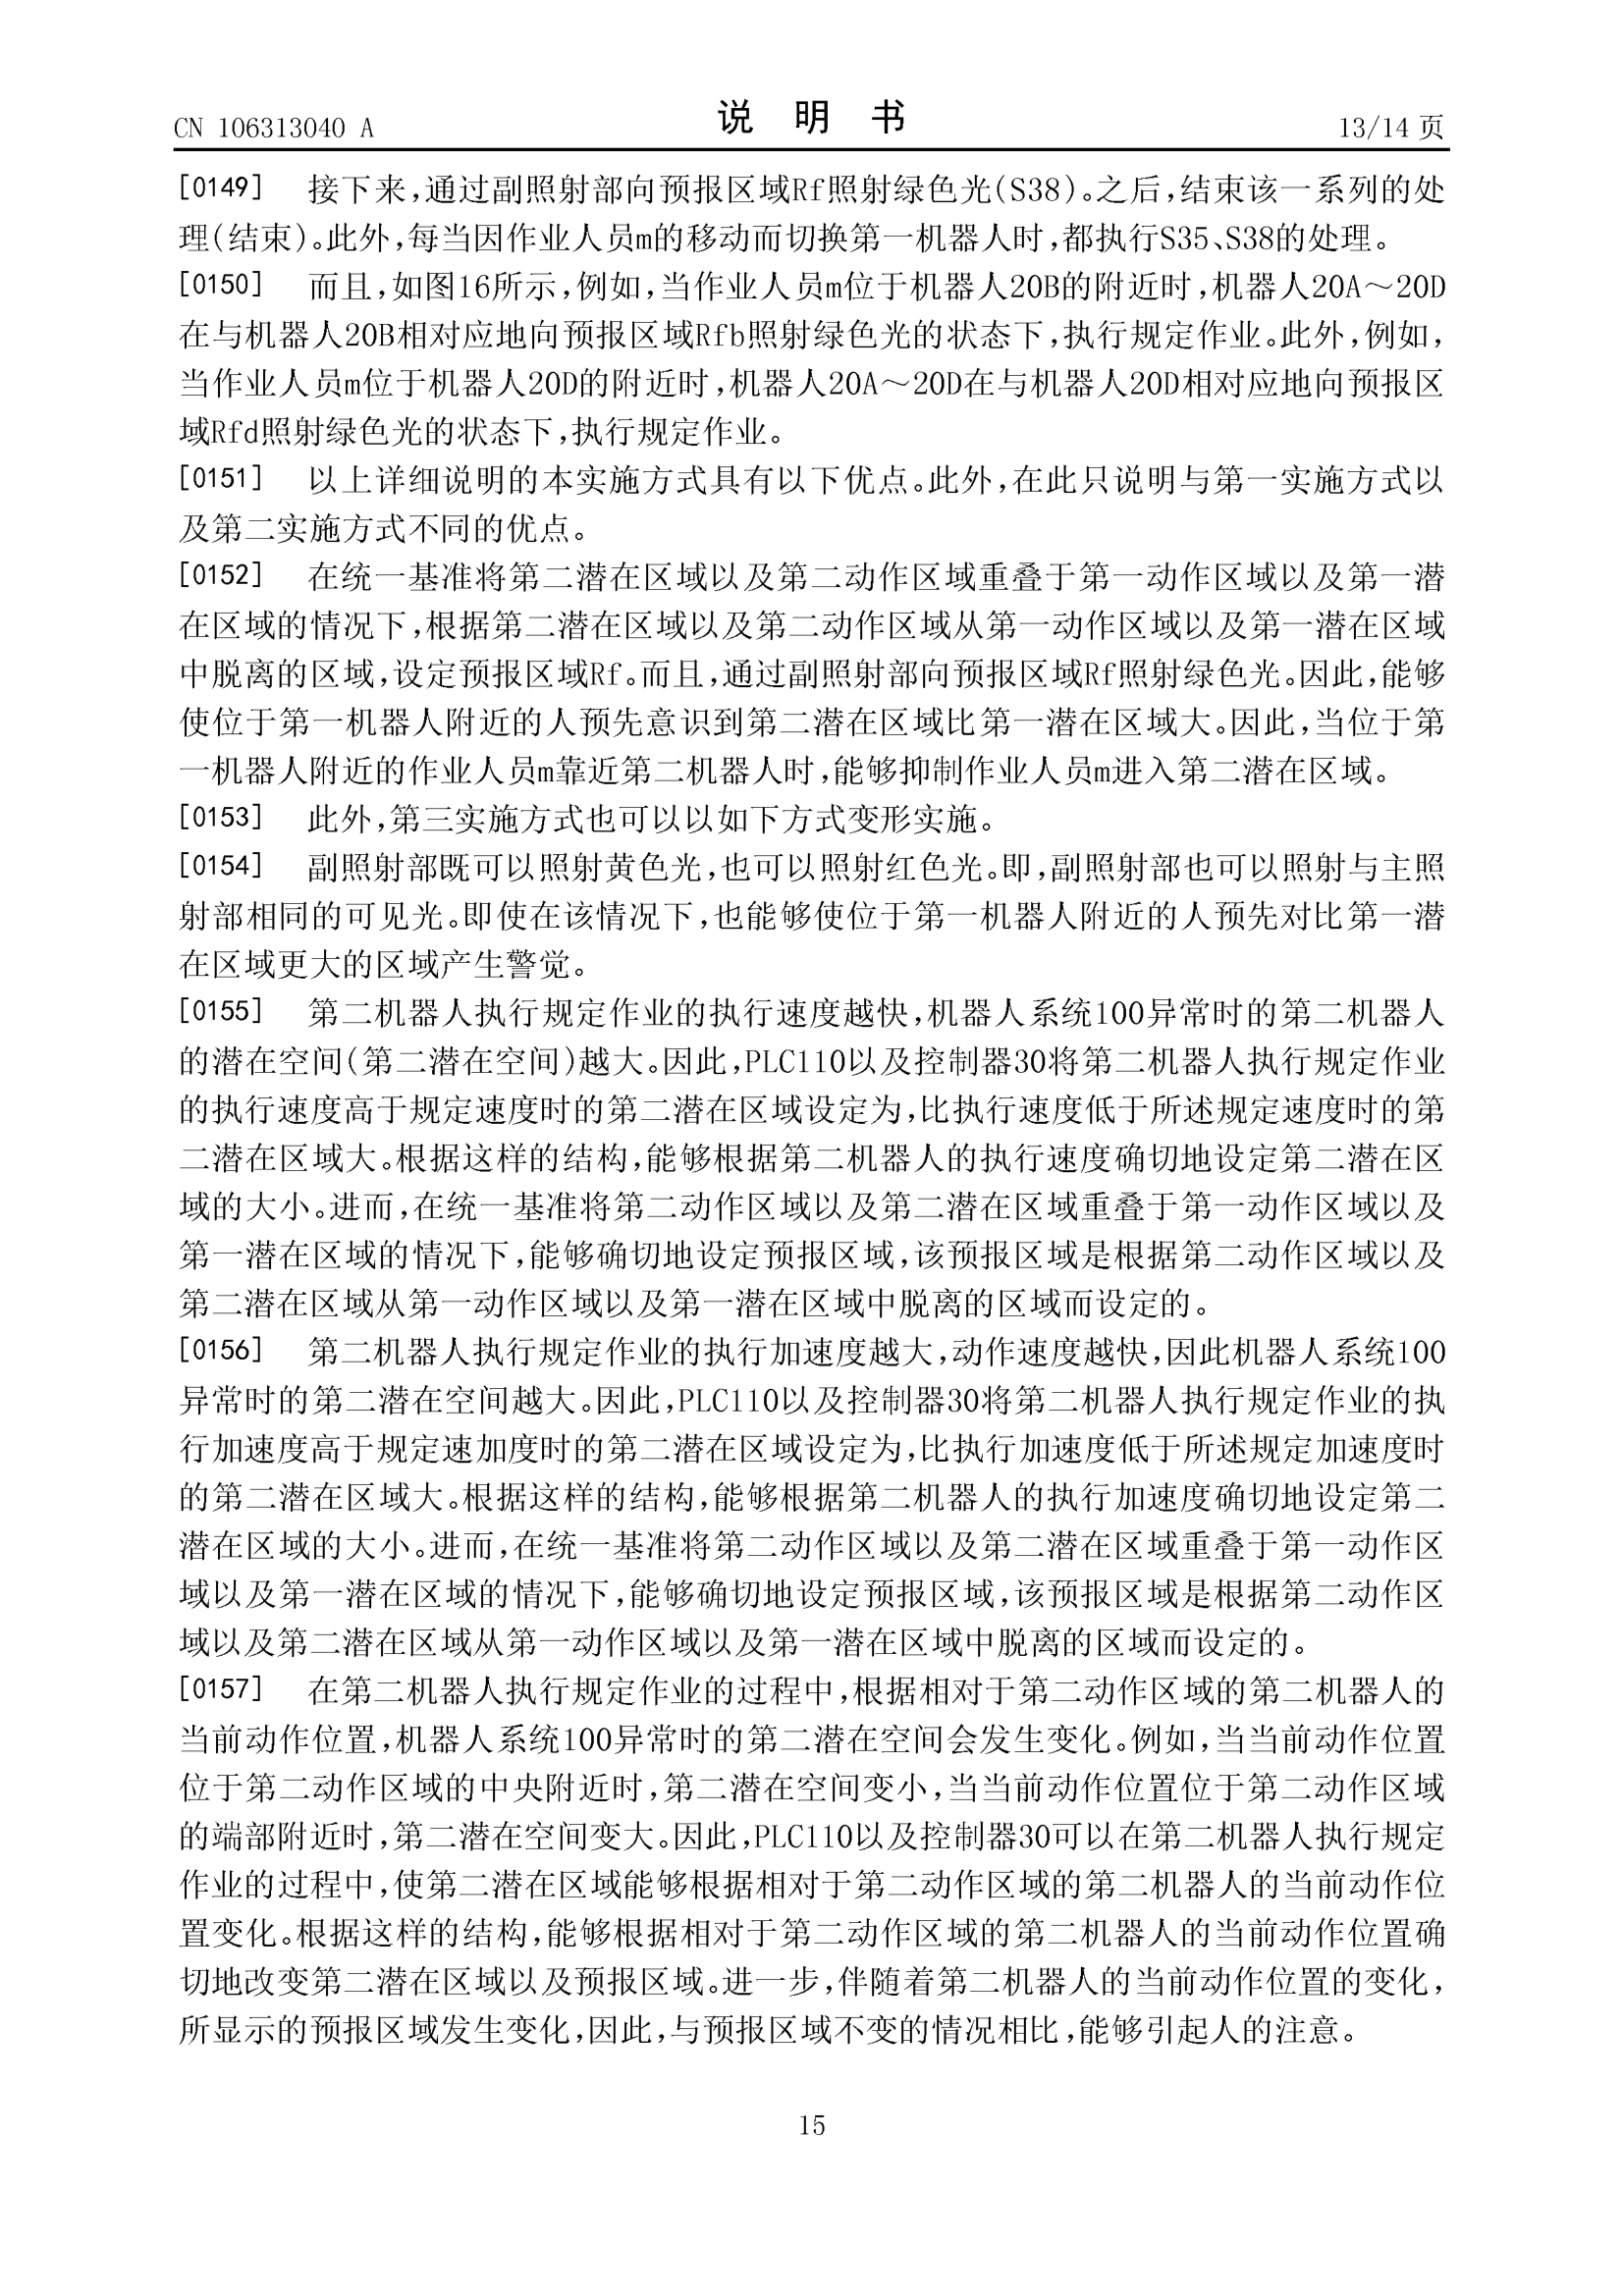 CN 106313040 A
说 明 书
13/14 页
[0149] 接下来,通过副照射部向预报区域Rf照射绿色光(S38)。之后,结束该一系列的处
理(结束)。此外,每当因作业人员m的移动而切换第一机器人时,都执行S35、S38的处理。
[0150] 而且,如图16所示,例如,当作业人员m位于机器人20B的附近时,机器人20A～20D
在与机器人20B相对应地向预报区域Rfb照射绿色光的状态下,执行规定作业。此外,例如,
当作业人员m位于机器人20D的附近时,机器人20A～20D在与机器人20D相对应地向预报区
域Rfd照射绿色光的状态下,执行规定作业。
[0151] 以上详细说明的本实施方式具有以下优点。此外,在此只说明与第一实施方式以
及第二实施方式不同的优点。
[0152] 在统一基准将第二潜在区域以及第二动作区域重叠于第一动作区域以及第一潜
在区域的情况下,根据第二潜在区域以及第二动作区域从第一动作区域以及第一潜在区域
中脱离的区域,设定预报区域Rf。而且,通过副照射部向预报区域Rf照射绿色光。因此,能够
使位于第一机器人附近的人预先意识到第二潜在区域比第一潜在区域大。因此,当位于第
一机器人附近的作业人员m靠近第二机器人时,能够抑制作业人员m进入第二潜在区域。
[0153] 此外,第三实施方式也可以以如下方式变形实施。
[0154] 副照射部既可以照射黄色光,也可以照射红色光。即,副照射部也可以照射与主照
射部相同的可见光。即使在该情况下,也能够使位于第一机器人附近的人预先对比第一潜
在区域更大的区域产生警觉。
[0155] 第二机器人执行规定作业的执行速度越快,机器人系统100异常时的第二机器人
的潜在空间(第二潜在空间)越大。因此,PLC110以及控制器30将第二机器人执行规定作业
的执行速度高于规定速度时的第二潜在区域设定为,比执行速度低于所述规定速度时的第
二潜在区域大。根据这样的结构,能够根据第二机器人的执行速度确切地设定第二潜在区
域的大小。进而,在统一基准将第二动作区域以及第二潜在区域重叠于第一动作区域以及
第一潜在区域的情况下,能够确切地设定预报区域,该预报区域是根据第二动作区域以及
第二潜在区域从第一动作区域以及第一潜在区域中脱离的区域而设定的。
[0156] 第二机器人执行规定作业的执行加速度越大,动作速度越快,因此机器人系统100
异常时的第二潜在空间越大。因此,PLC110以及控制器30将第二机器人执行规定作业的执
行加速度高于规定速加度时的第二潜在区域设定为,比执行加速度低于所述规定加速度时
的第二潜在区域大。根据这样的结构,能够根据第二机器人的执行加速度确切地设定第二
潜在区域的大小。进而,在统一基准将第二动作区域以及第二潜在区域重叠于第一动作区
域以及第一潜在区域的情况下,能够确切地设定预报区域,该预报区域是根据第二动作区
域以及第二潜在区域从第一动作区域以及第一潜在区域中脱离的区域而设定的。
[0157] 在第二机器人执行规定作业的过程中,根据相对于第二动作区域的第二机器人的
当前动作位置,机器人系统100异常时的第二潜在空间会发生变化。例如,当当前动作位置
位于第二动作区域的中央附近时,第二潜在空间变小,当当前动作位置位于第二动作区域
的端部附近时,第二潜在空间变大。因此,PLC110以及控制器30可以在第二机器人执行规定
作业的过程中,使第二潜在区域能够根据相对于第二动作区域的第二机器人的当前动作位
置变化。根据这样的结构,能够根据相对于第二动作区域的第二机器人的当前动作位置确
切地改变第二潜在区域以及预报区域。进一步,伴随着第二机器人的当前动作位置的变化,
所显示的预报区域发生变化,因此,与预报区域不变的情况相比,能够引起人的注意。
15